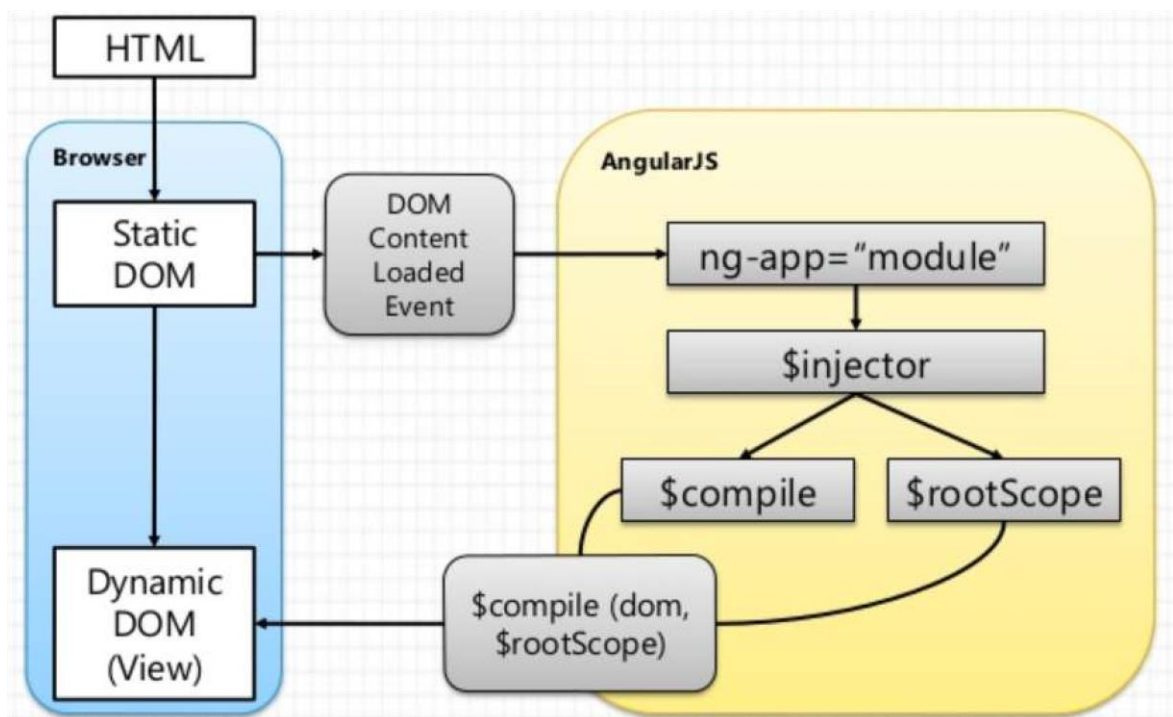 HTML
Browser
AngularJS
Static
DOM
DOM
Content
Loaded
Event
ng-app=“module”
$injector
$compile
$rootScope
Dynamic
DOM
(View)
$compile (dom,
$rootScope)